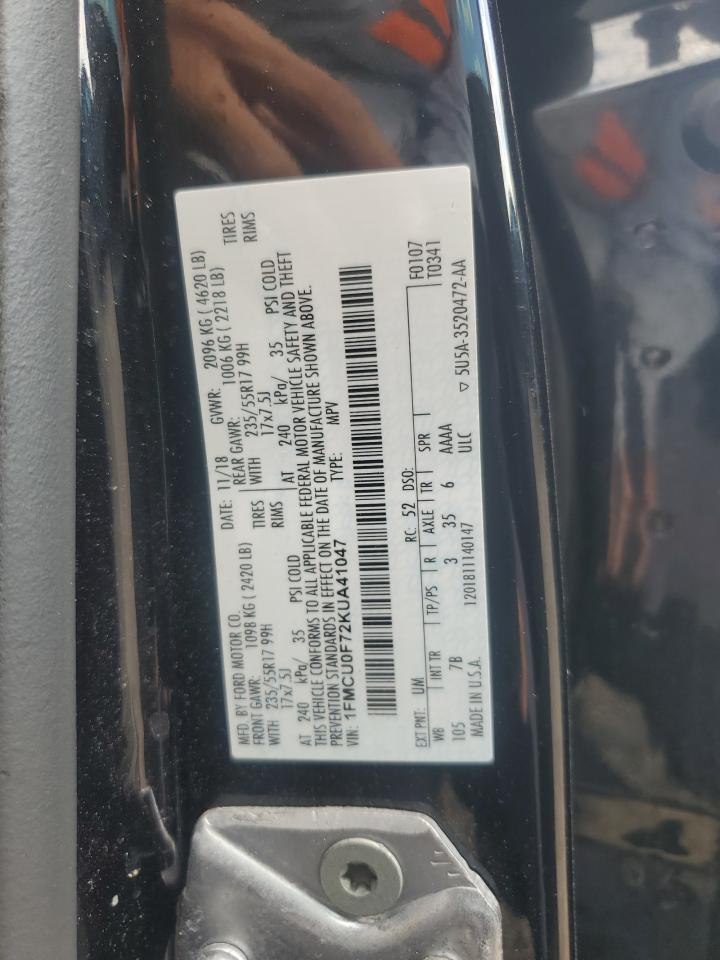 MFD. BY FORD MOTOR CO.
DATE: 11/18 GVWR: 2096 KG ( 4620 LB)
FRONT GAWR: 1098 KG ( 2420 LB)
REAR GAWR: 1006 KG ( 2218 LB)
WITH 235/55R17 99H TIRES
WITH 235/55R17 99H TIRES
17x7.5J RIMS
17x7.5J RIMS
AT 240 kPa/ 35 PSI COLD
AT 240 kPa/ 35 PSI COLD
THIS VEHICLE CONFORMS TO ALL APPLICABLE FEDERAL MOTOR VEHICLE SAFETY AND THEFT
PREVENTION STANDARDS IN EFFECT ON THE DATE OF MANUFACTURE SHOWN ABOVE.
VIN: 1FMCU0F72KUA41047 TYPE: MPV
F0107
T0341
EXT PNT: UM RC: 52 DSO:
WB INT TR TP/PS R AXLE TR SPR
105 7B 3 35 6 AAAA
1201811140147 ULC
MADE IN U.S.A. ▽ 5U5A-3520472-AA